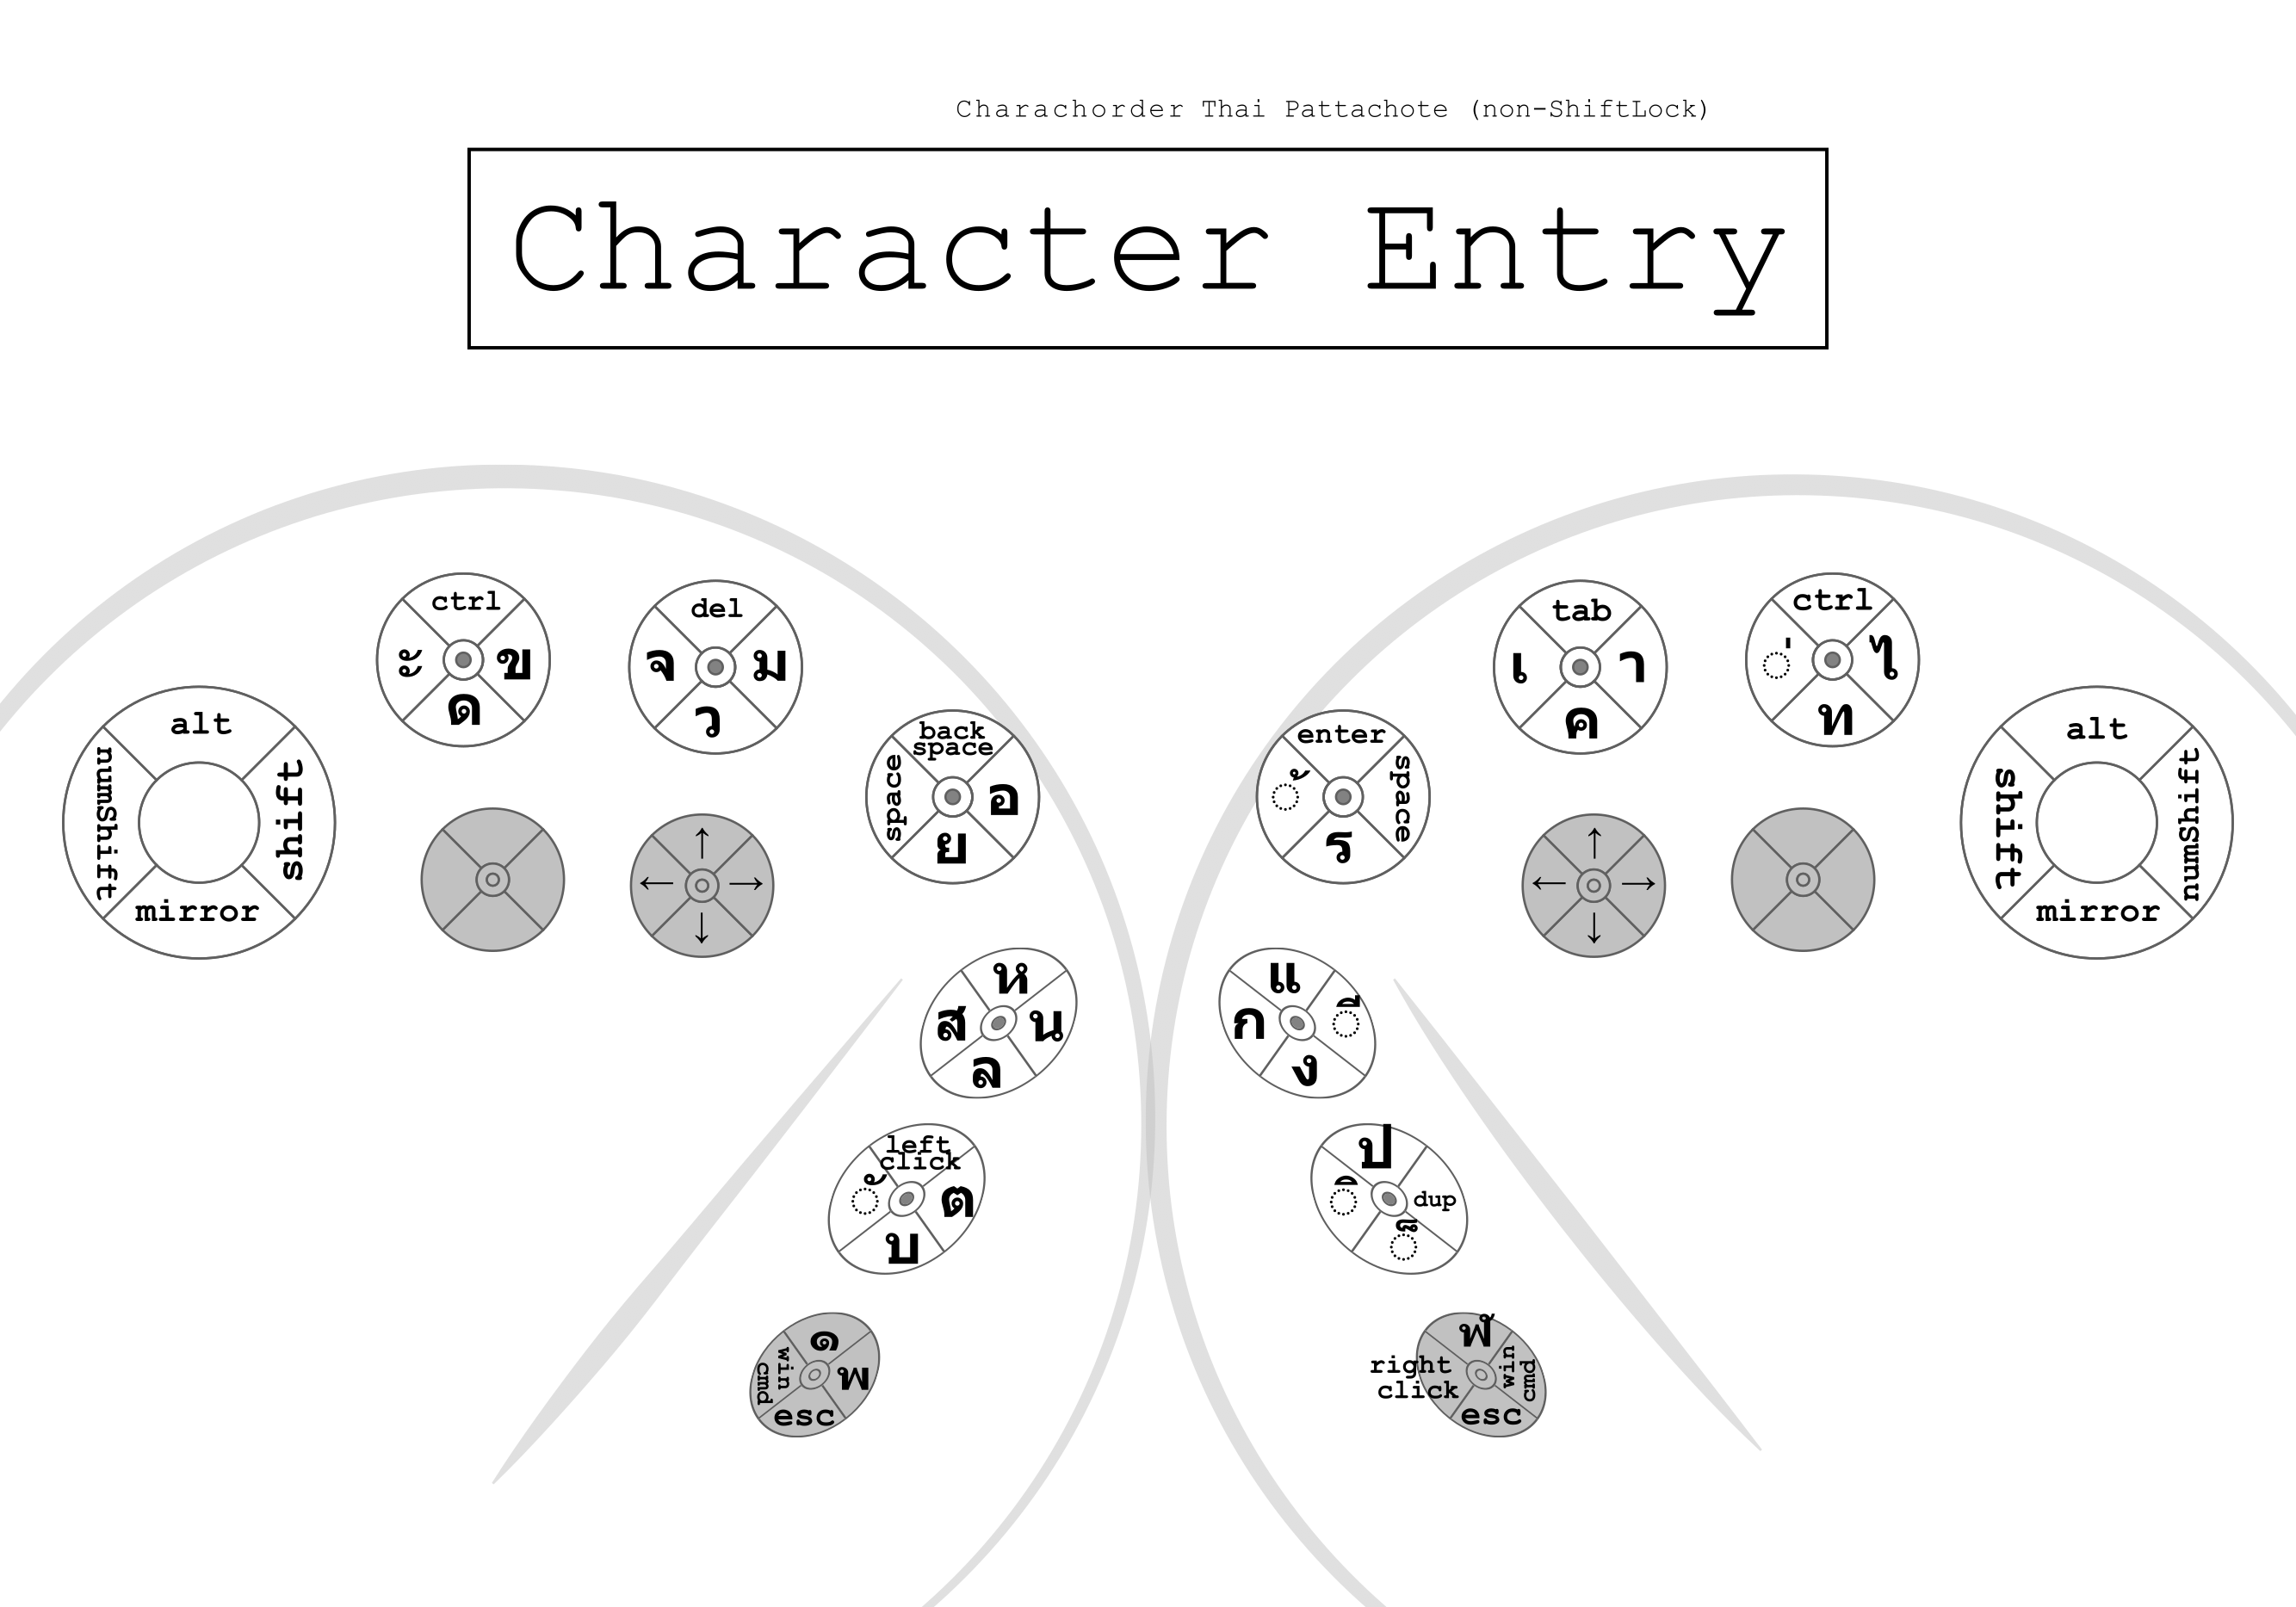 Charachorder Thai Pattachote (non-ShiftLock)
Character Entry
alt
numShift
shift
mirror
ctrl
ะ
ข
ด
del
จ
ม
ว
back
space
space
อ
ย
enter
◌้
space
ร
tab
เ
า
ค
ctrl
◌่
ไ
ท
alt
shift
numShift
mirror
↑
← →
↓
↑
← →
↓
ห
ส
น
ล
แ
ก
◌ี
ง
left
click
◌ั
ต
บ
ป
◌ิ
dup
◌็
win
cmd
พ
esc
right
click
win
cmd
esc